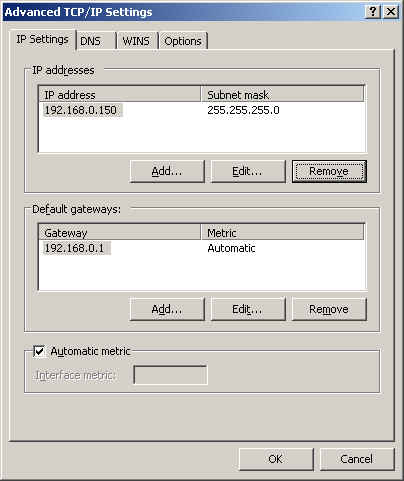 Advanced TCP/IP Settings
IP Settings DNS WINS Options
IP addresses
IP address Subnet mask
192.168.0.150 255.255.255.0
Add... Edit... Remove
Default gateways:
Gateway Metric
192.168.0.1 Automatic
Add... Edit... Remove
Automatic metric
Interface metric:
OK Cancel